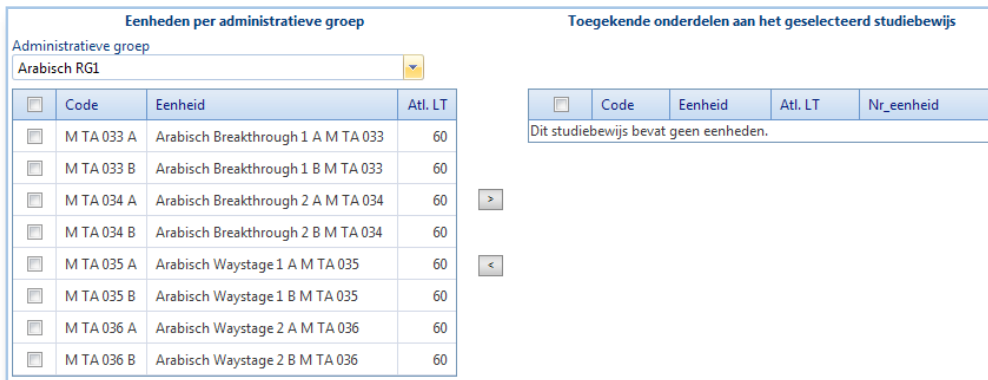 Eenheden per administratieve groep
Toegekende onderdelen aan het geselecteerd studiebewijs
Administratieve groep
Arabisch RG1
Code Eenheid Atl. LT
M TA 033 A Arabisch Breakthrough 1 A M TA 033 60
M TA 033 B Arabisch Breakthrough 1 B M TA 033 60
M TA 034 A Arabisch Breakthrough 2 A M TA 034 60
M TA 034 B Arabisch Breakthrough 2 B M TA 034 60
M TA 035 A Arabisch Waystage 1 A M TA 035 60
M TA 035 B Arabisch Waystage 1 B M TA 035 60
M TA 036 A Arabisch Waystage 2 A M TA 036 60
M TA 036 B Arabisch Waystage 2 B M TA 036 60
>
<
Code Eenheid Atl. LT Nr_eenheid
Dit studiebewijs bevat geen eenheden.